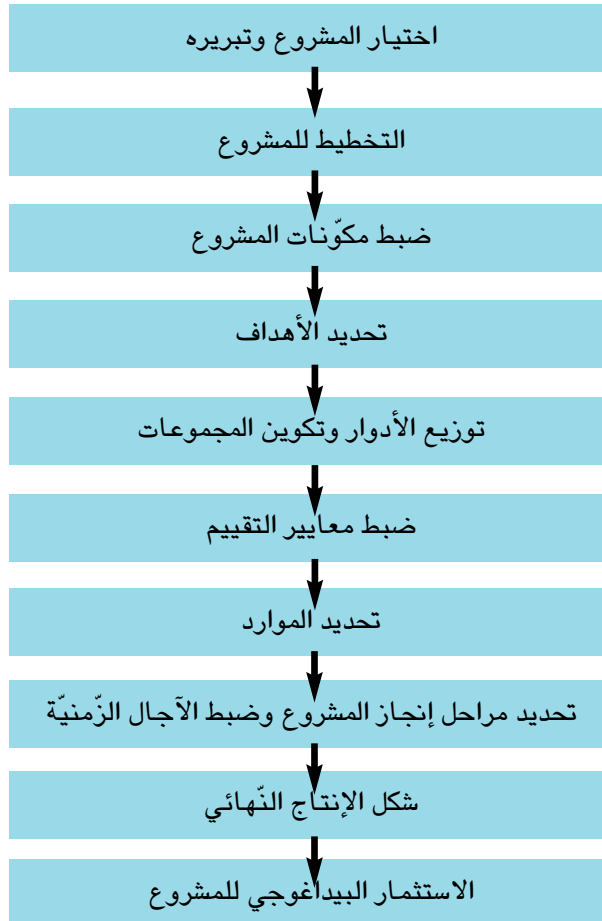 اختيار المشروع وتبريره
التخطيط للمشروع
ضبط مكوّنات المشروع
تحديد الأهداف
توزيع الأدوار وتكوين المجموعات
ضبط معايير التقييم
تحديد الموارد
تحديد مراحل إنجاز المشروع وضبط الآجال الزّمنيّة
شكل الإنتاج النّهائي
الاستثمار البيداغوجي للمشروع